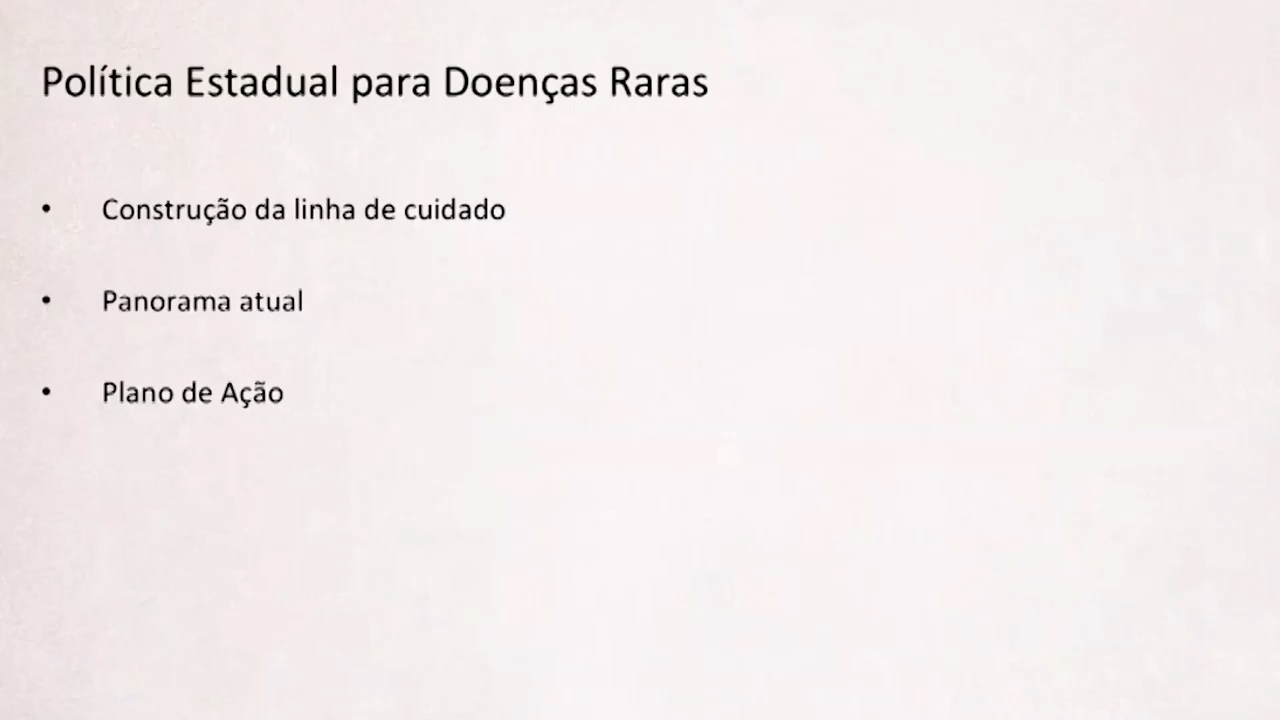 Política Estadual para Doenças Raras
• Construção da linha de cuidado
• Panorama atual
• Plano de Ação